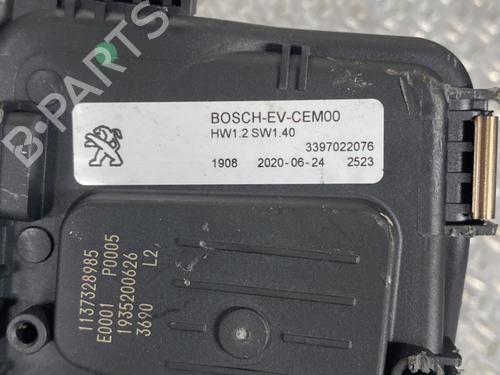 B-PARTS
BOSCH-EV-CEM00
HW1.2 SW1.40
3397022076
1908 2020-06-24 2523
1137328985
E0001 P0005
1935200626
3690 L2